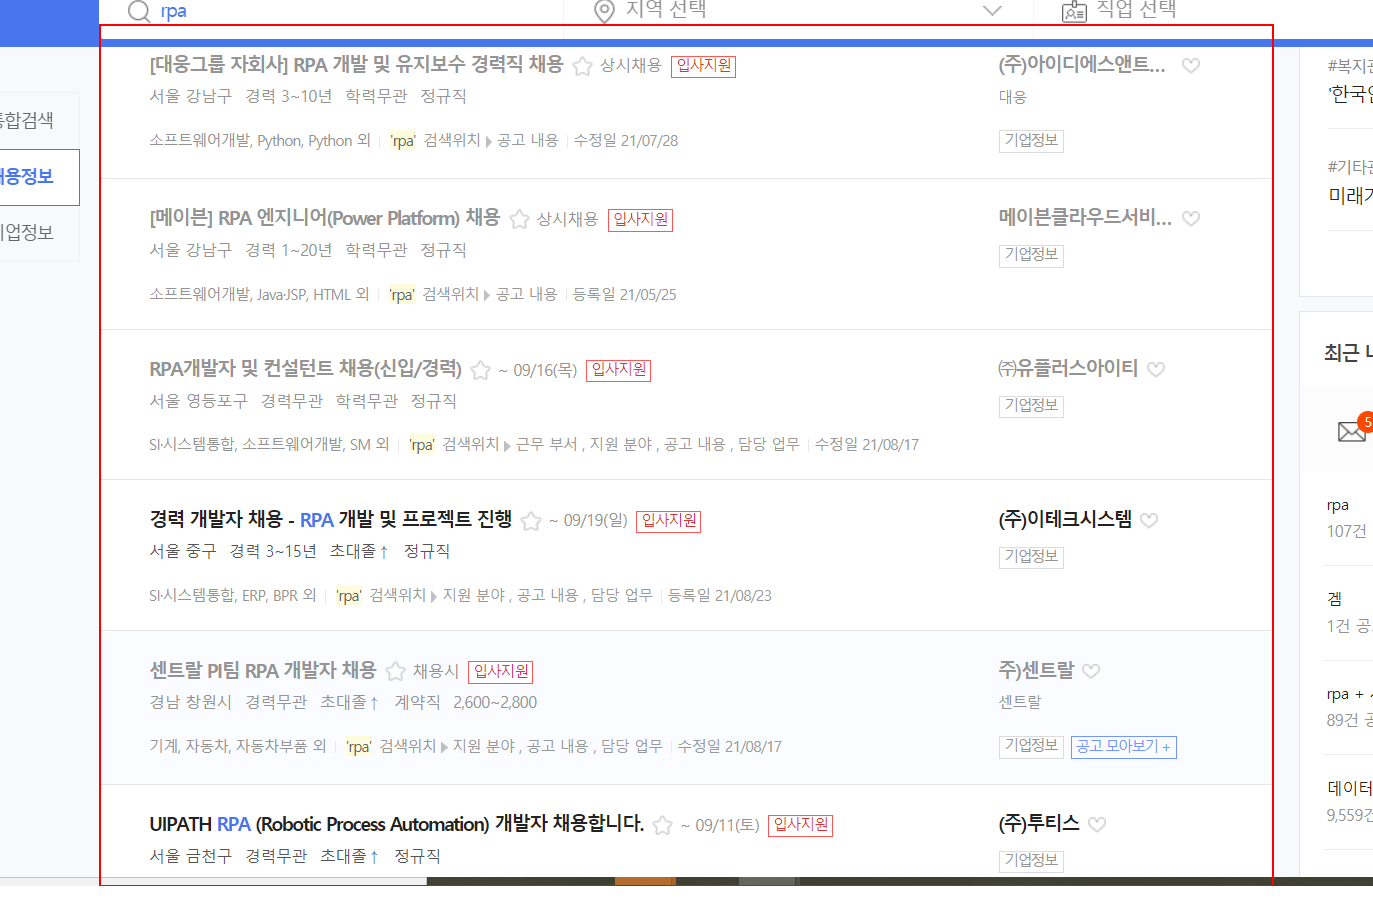 rpa
지역 선택
직업 선택
통합검색
채용정보
기업정보
[대웅그룹 자회사] RPA 개발 및 유지보수 경력직 채용 상시채용 입사지원
(주)아이디에스앤트...
서울 강남구 경력 3~10년 학력무관 정규직
대웅
소프트웨어개발, Python, Python 외 'rpa' 검색위치 공고 내용 수정일 21/07/28
기업정보
[메이븐] RPA 엔지니어(Power Platform) 채용 상시채용 입사지원
메이븐클라우드서비...
서울 강남구 경력 1~20년 학력무관 정규직
기업정보
소프트웨어개발, Java·JSP, HTML 외 'rpa' 검색위치 공고 내용 등록일 21/05/25
RPA개발자 및 컨설턴트 채용(신입/경력) ~ 09/16(목) 입사지원
㈜유플러스아이티
서울 영등포구 경력무관 학력무관 정규직
기업정보
SI·시스템통합, 소프트웨어개발, SM 외 'rpa' 검색위치 근무 부서 , 지원 분야 , 공고 내용 , 담당 업무 수정일 21/08/17
경력 개발자 채용 - RPA 개발 및 프로젝트 진행 ~ 09/19(일) 입사지원
(주)이테크시스템
서울 중구 경력 3~15년 초대졸↑ 정규직
기업정보
SI·시스템통합, ERP, BPR 외 'rpa' 검색위치 지원 분야 , 공고 내용 , 담당 업무 등록일 21/08/23
센트랄 PI팀 RPA 개발자 채용 채용시 입사지원
주)센트랄
경남 창원시 경력무관 초대졸↑ 계약직 2,600~2,800
센트랄
기계, 자동차, 자동차부품 외 'rpa' 검색위치 지원 분야 , 공고 내용 , 담당 업무 수정일 21/08/17
기업정보 공고 모아보기 +
UIPATH RPA (Robotic Process Automation) 개발자 채용합니다. ~ 09/11(토) 입사지원
(주)투티스
서울 금천구 경력무관 초대졸↑ 정규직
기업정보
#복지
'한국
#기타
미래
최근
5
rpa
107건
겜
1건 공
rpa +
89건 공
데이터
9,559건